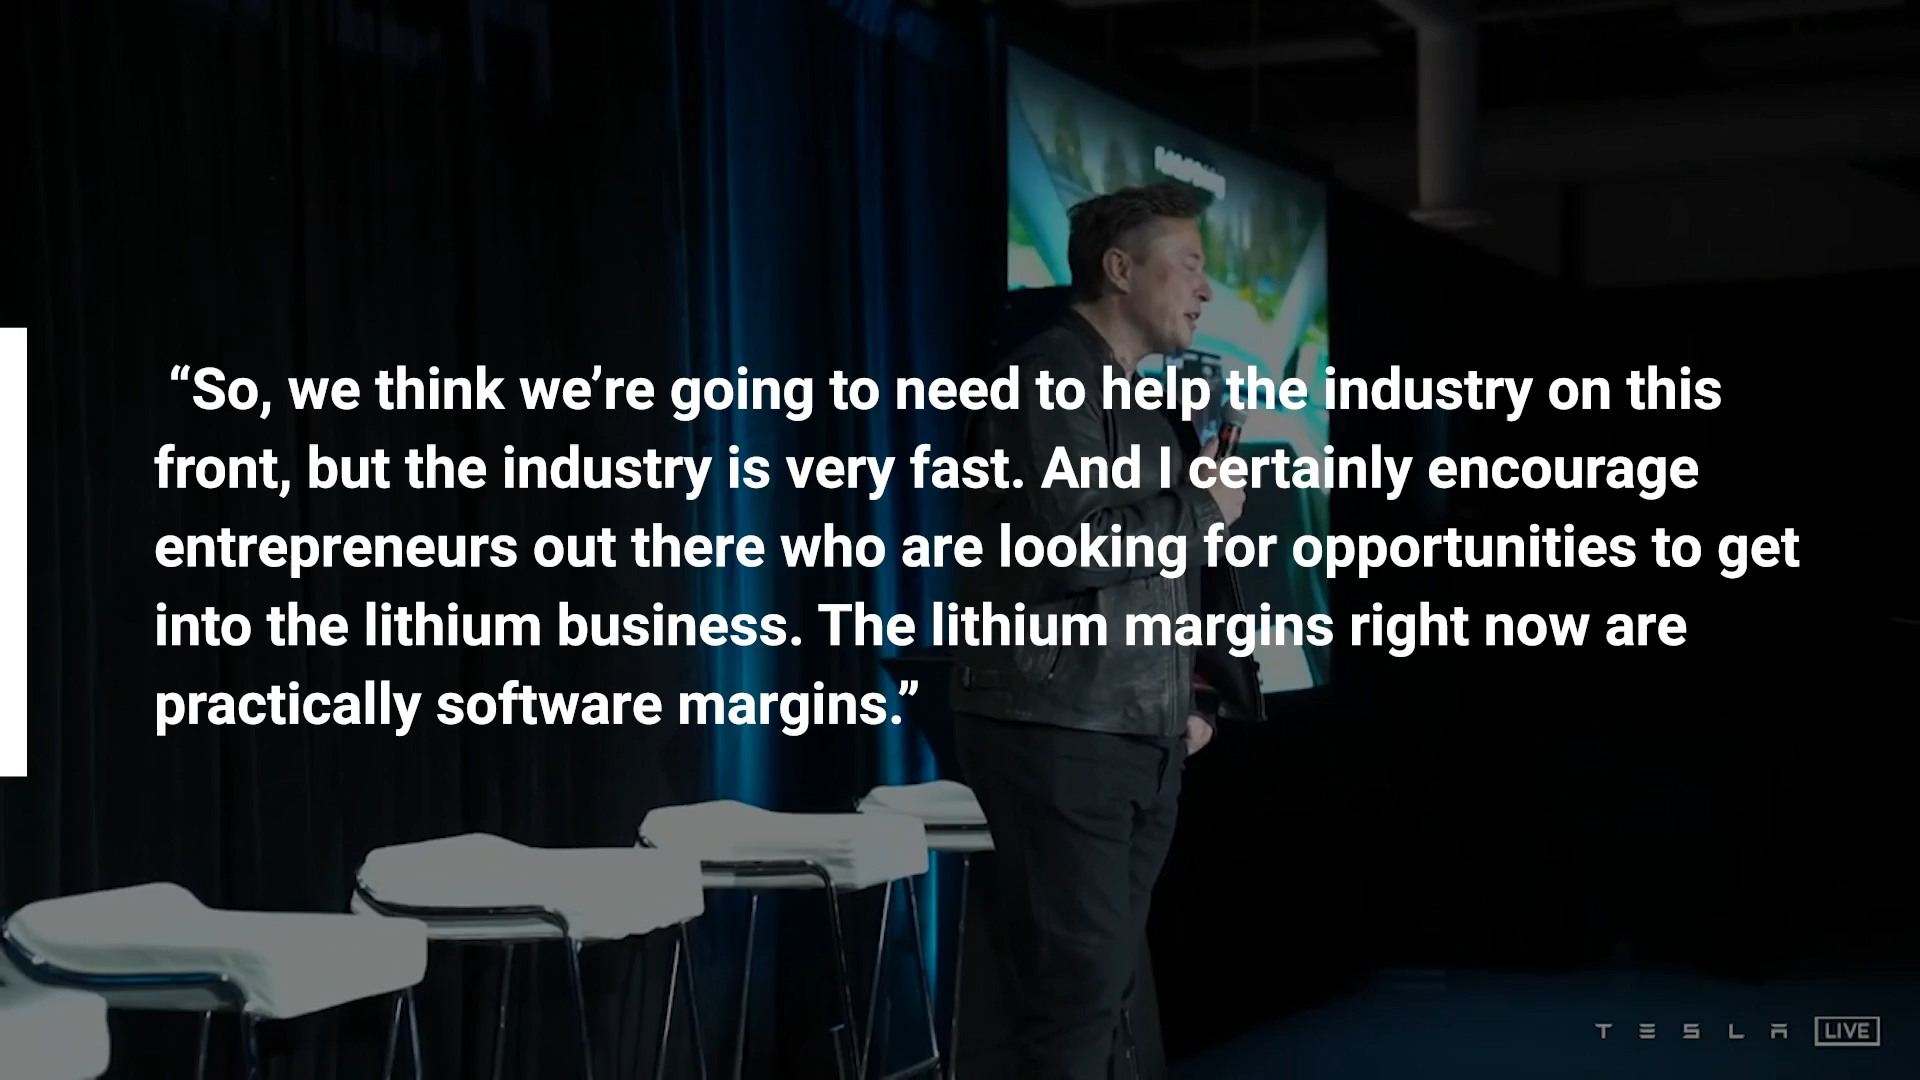 “So, we think we’re going to need to help the industry on this
front, but the industry is very fast. And I certainly encourage
entrepreneurs out there who are looking for opportunities to get
into the lithium business. The lithium margins right now are
practically software margins.”
TESLA LIVE